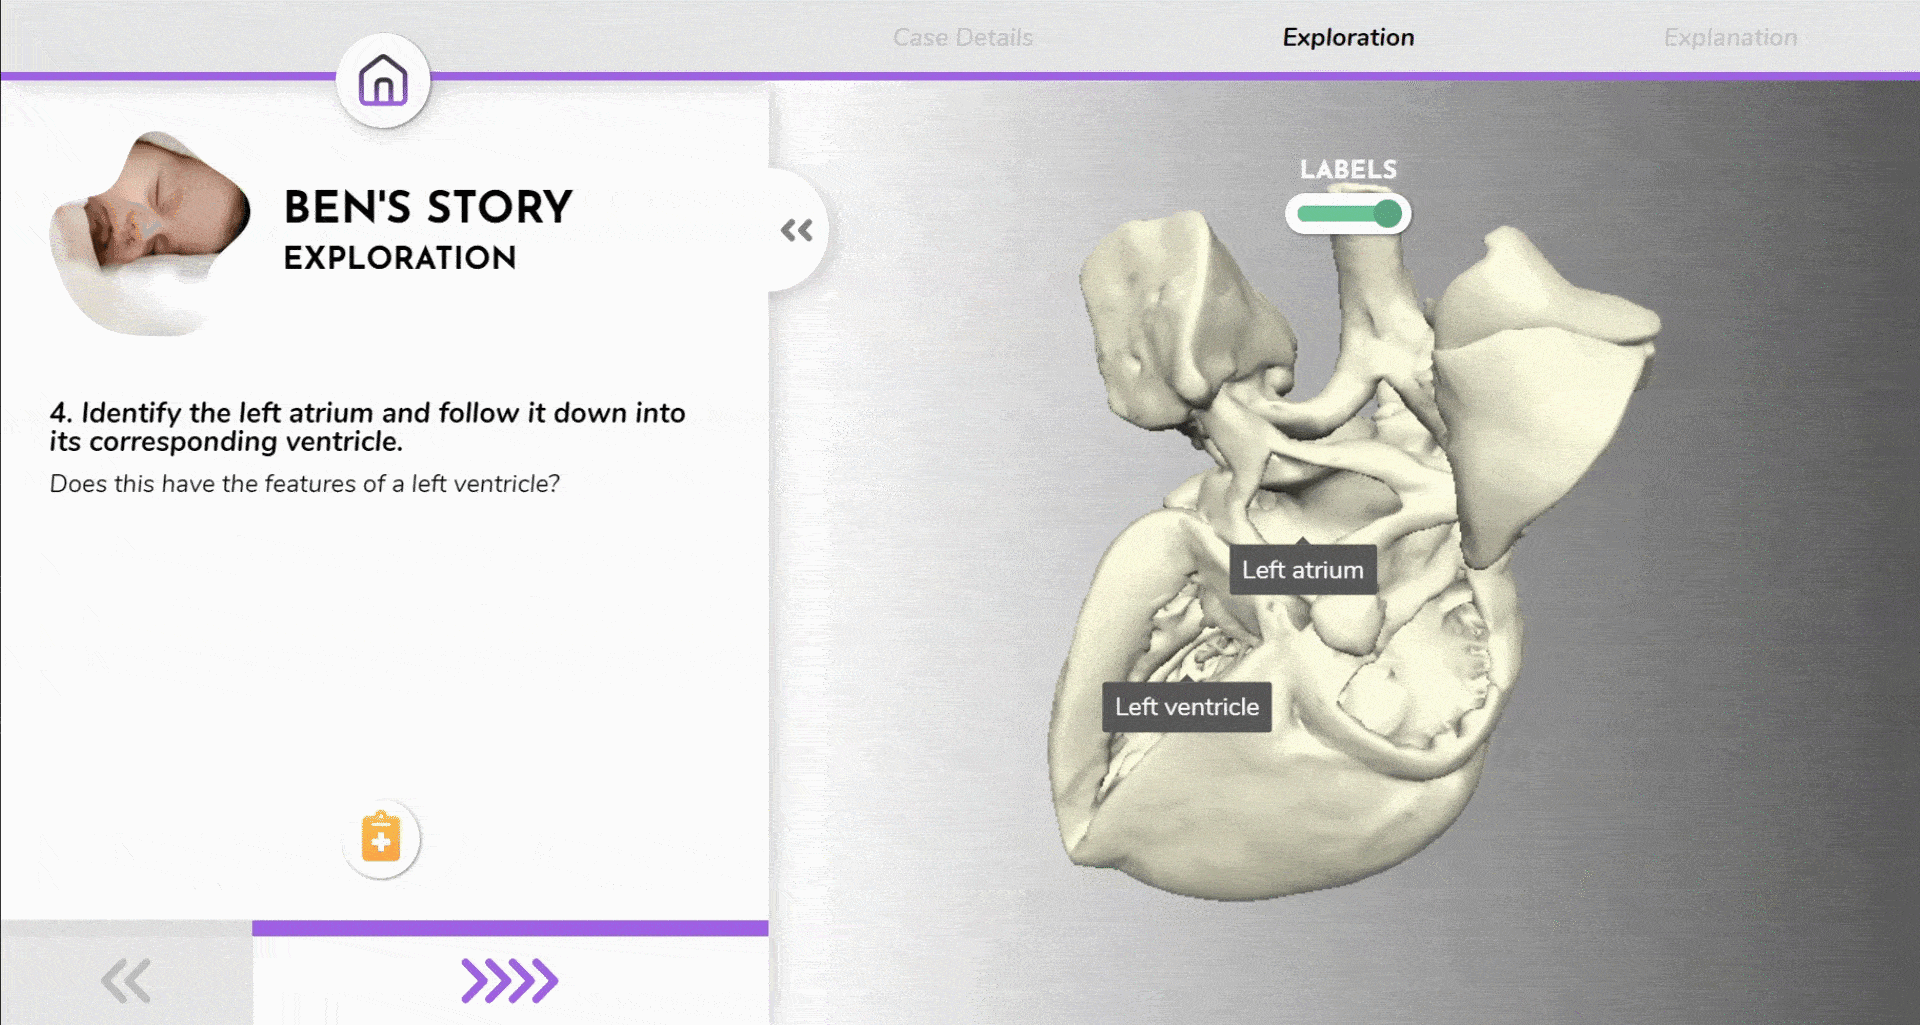 Case Details
Exploration
Explanation
BEN'S STORY
EXPLORATION
4. Identify the left atrium and follow it down into
its corresponding ventricle.
Does this have the features of a left ventricle?
LABELS
Left atrium
Left ventricle